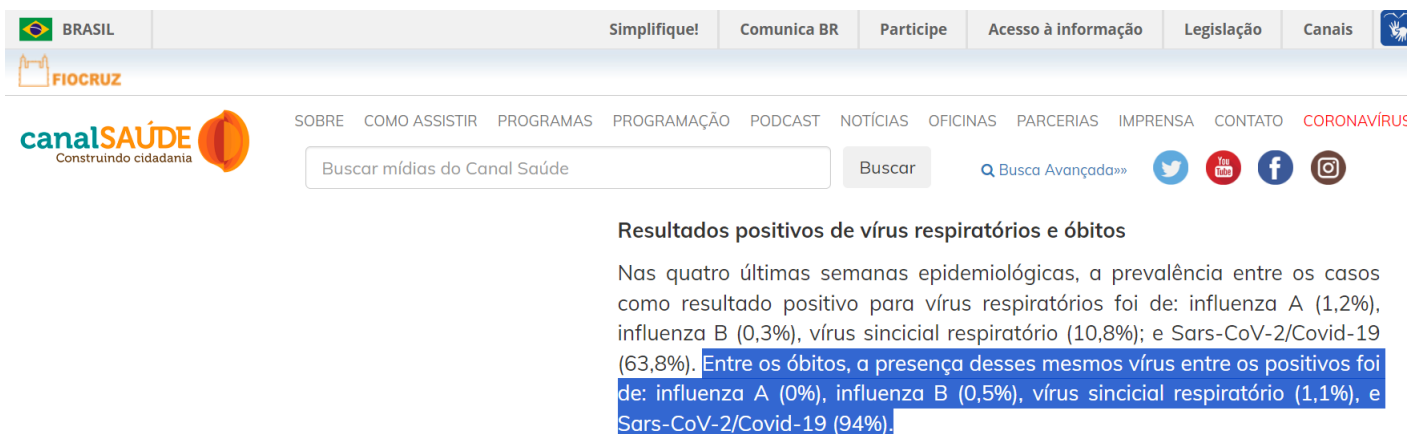 BRASIL Simplifique! Comunica BR Participe Acesso à informação Legislação Canais
FIOCRUZ
canalSAÚDE
Construindo cidadania
SOBRE COMO ASSISTIR PROGRAMAS PROGRAMAÇÃO PODCAST NOTÍCIAS OFICINAS PARCERIAS IMPRENSA CONTATO CORONAVÍRUS
Buscar mídias do Canal Saúde Buscar Busca Avançada»» You Tube
Resultados positivos de vírus respiratórios e óbitos
Nas quatro últimas semanas epidemiológicas, a prevalência entre os casos
como resultado positivo para vírus respiratórios foi de: influenza A (1,2%),
influenza B (0,3%), vírus sincicial respiratório (10,8%); e Sars-CoV-2/Covid-19
(63,8%). Entre os óbitos, a presença desses mesmos vírus entre os positivos foi
de: influenza A (0%), influenza B (0,5%), vírus sincicial respiratório (1,1%), e
Sars-CoV-2/Covid-19 (94%).